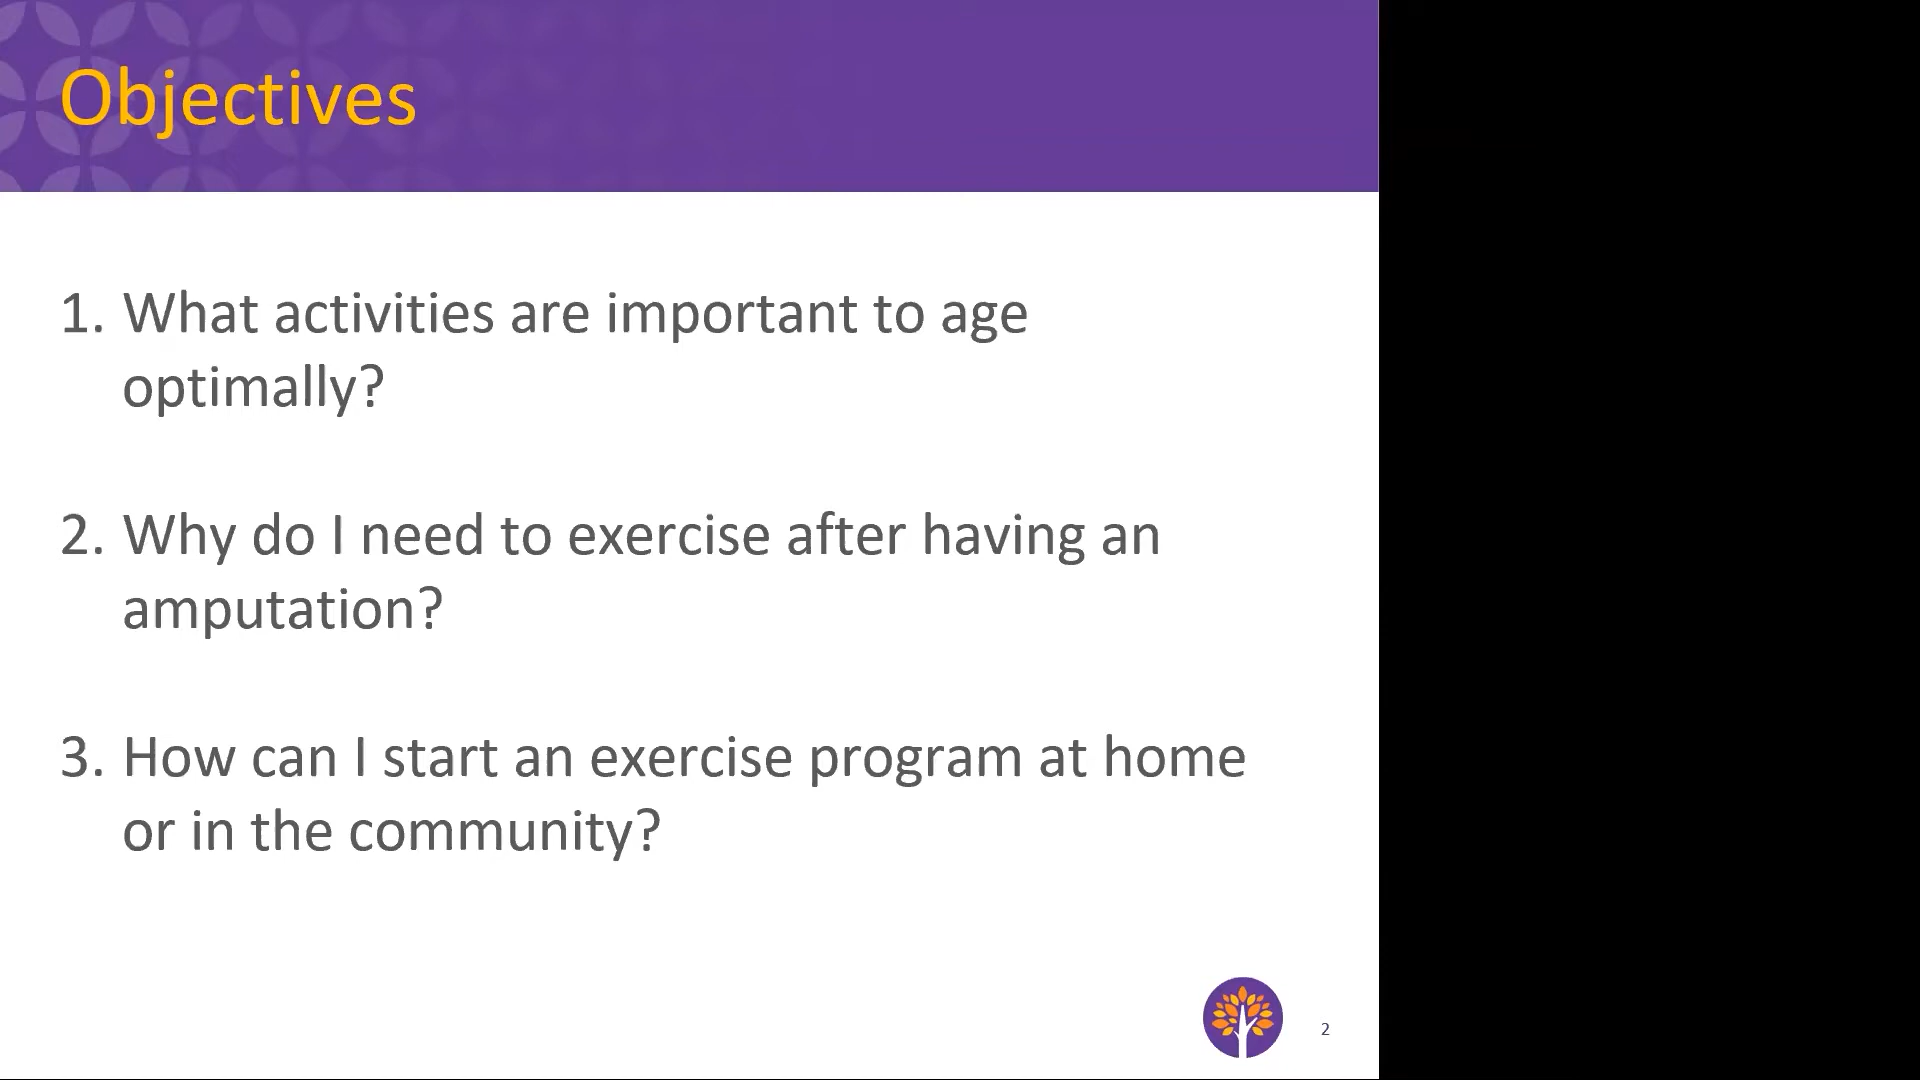 Objectives
1. What activities are important to age
optimally?
2. Why do I need to exercise after having an
amputation?
3. How can I start an exercise program at home
or in the community?
2